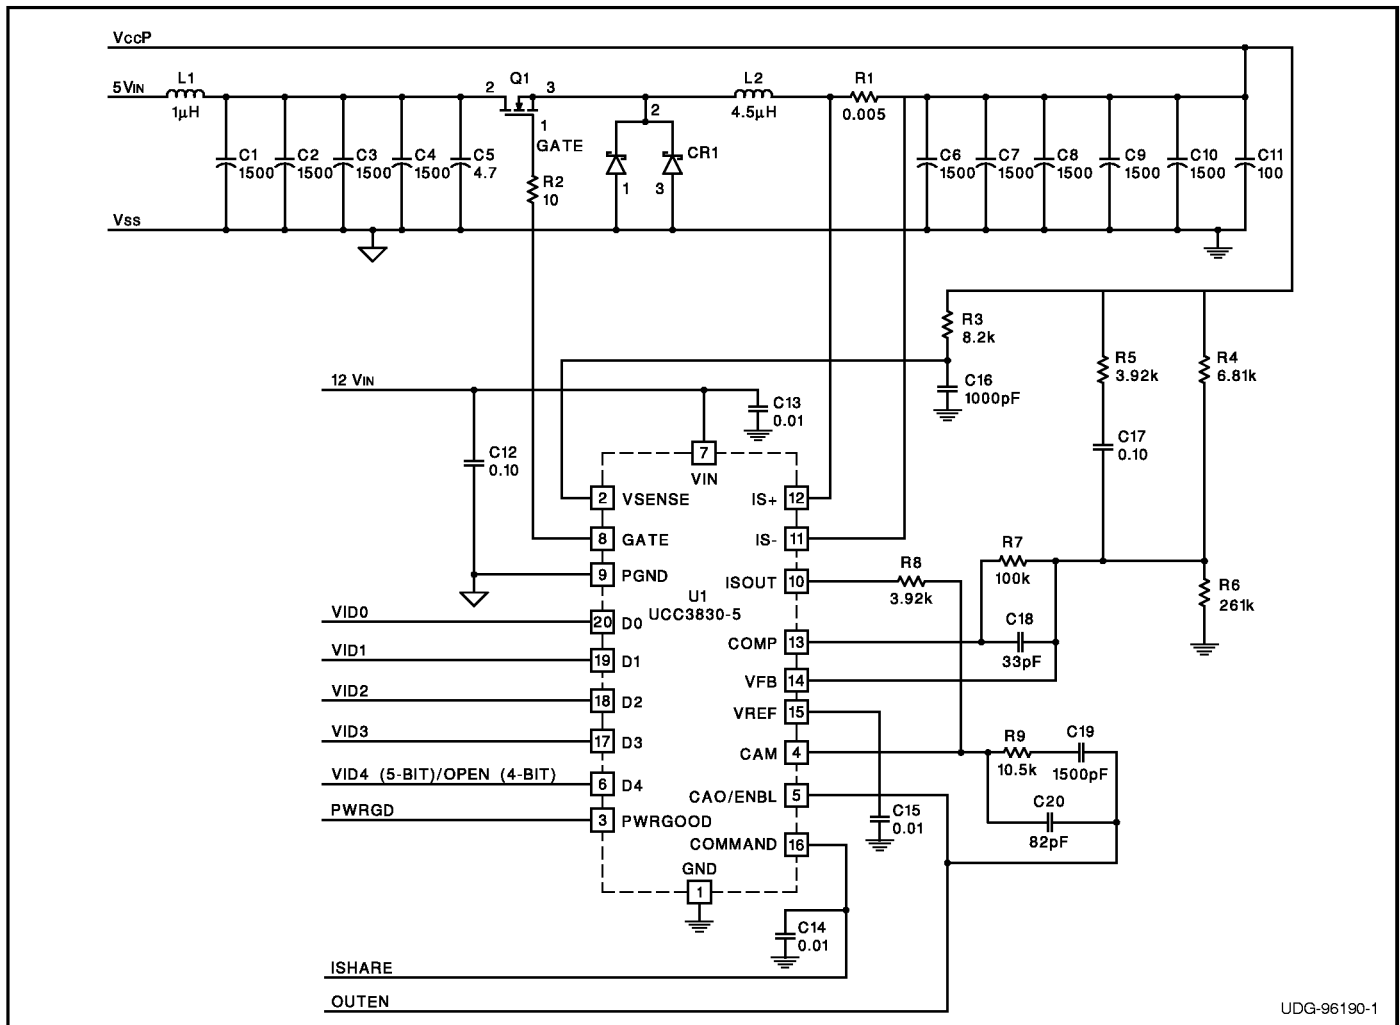 VCCP
5VIN
L1
1µH
2
Q1
3
1
GATE
R2
10
L2
4.5µH
R1
0.005
C1
1500
C2
1500
C3
1500
C4
1500
C5
4.7
2
CR1
1
3
C6
1500
C7
1500
C8
1500
C9
1500
C10
1500
C11
100
VSS
R3
8.2k
R5
3.92k
R4
6.81k
C16
1000pF
12 VIN
C13
0.01
C12
0.10
C17
0.10
7
VIN
2
VSENSE
IS+
12
8
GATE
IS-
11
9
PGND
ISOUT
10
R8
3.92k
R7
100k
R6
261k
U1
UCC3830-5
VID0
20
D0
COMP
13
C18
33pF
VID1
19
D1
VFB
14
VID2
18
D2
VREF
15
VID3
17
D3
CAM
4
R9
10.5k
C19
1500pF
VID4 (5-BIT)/OPEN (4-BIT)
6
D4
CAO/ENBL
5
C20
82pF
PWRGD
3
PWRGOOD
C15
0.01
COMMAND
16
GND
1
C14
0.01
ISHARE
OUTEN
UDG-96190-1